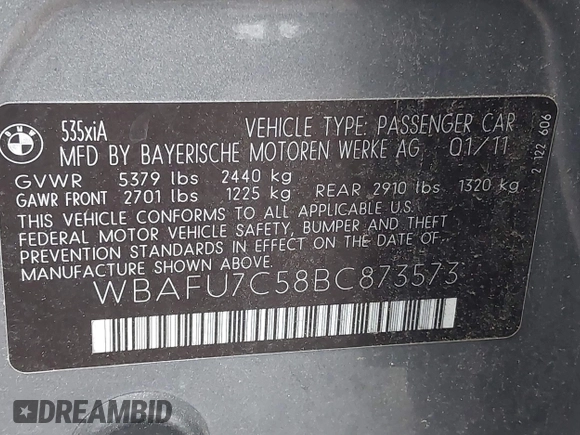 BMW
535xiA
VEHICLE TYPE: PASSENGER CAR
MFD BY BAYERISCHE MOTOREN WERKE AG 01/11
GVWR 5379 lbs 2440 kg
GAWR FRONT 2701 lbs 1225 kg REAR 2910 lbs 1320 kg
THIS VEHICLE CONFORMS TO ALL APPLICABLE U.S.
FEDERAL MOTOR VEHICLE SAFETY, BUMPER AND THEFT
PREVENTION STANDARDS IN EFFECT ON THE DATE OF
MANUFACTURE SHOWN ABOVE.
WBAFU7C58BC873573
2 122 606
DREAMBID